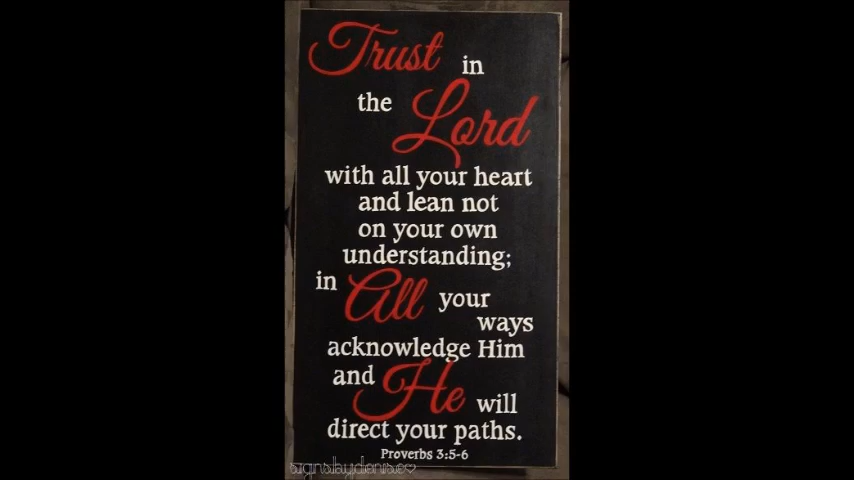 Trust in
the Lord
with all your heart
and lean not
on your own
understanding;
in All your
ways
acknowledge Him
and He will
direct your paths.
Proverbs 3:5-6
signsbydenise